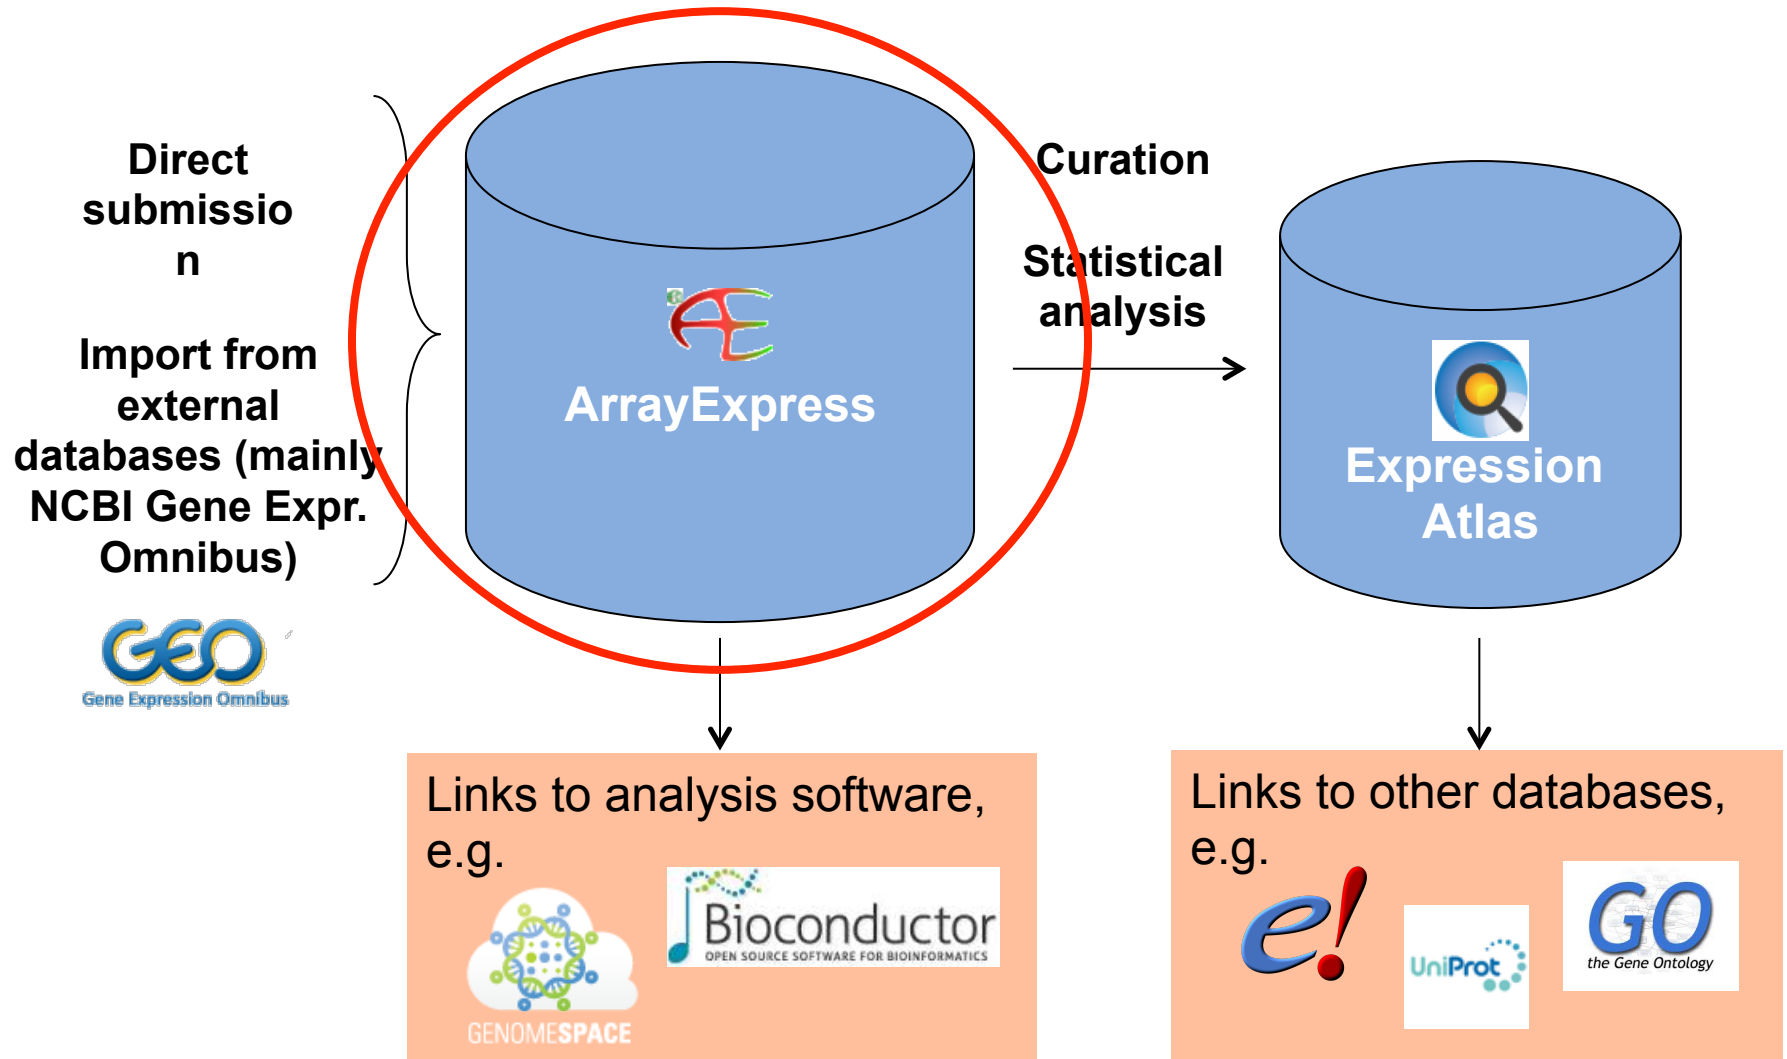 Direct
submissio
n
Import from
external
databases (mainly
NCBI Gene Expr.
Omnibus)
GEO
Gene Expression Omnibus
AE
ArrayExpress
Curation
Statistical
analysis
Expression
Atlas
Links to analysis software,
e.g.
GENOMESPACE
Bioconductor
OPEN SOURCE SOFTWARE FOR BIOINFORMATICS
Links to other databases,
e.g.
e!
UniProt
GO
the Gene Ontology